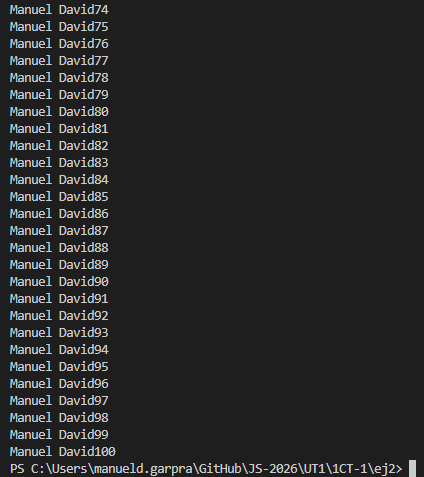 Manuel David74
Manuel David75
Manuel David76
Manuel David77
Manuel David78
Manuel David79
Manuel David80
Manuel David81
Manuel David82
Manuel David83
Manuel David84
Manuel David85
Manuel David86
Manuel David87
Manuel David88
Manuel David89
Manuel David90
Manuel David91
Manuel David92
Manuel David93
Manuel David94
Manuel David95
Manuel David96
Manuel David97
Manuel David98
Manuel David99
Manuel David100
PS C:\Users\manueld.garpra\GitHub\JS-2026\UT1\1CT-1\ej2>